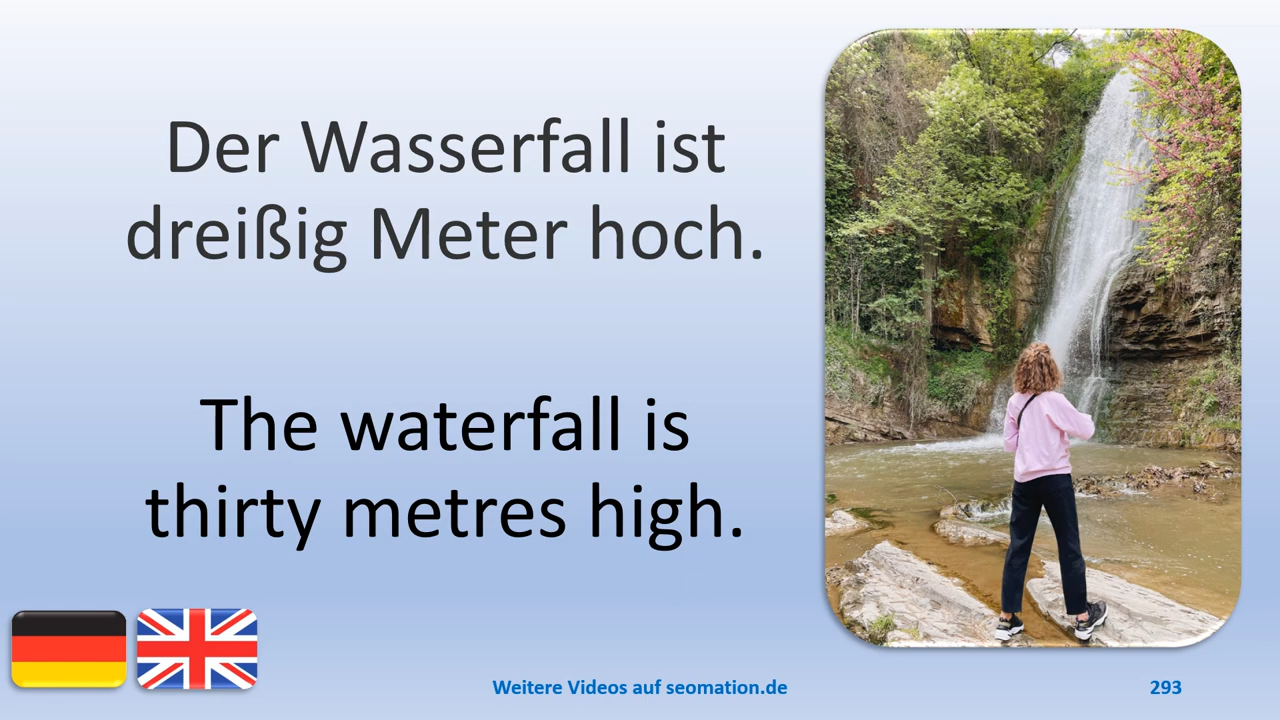 Der Wasserfall ist
dreißig Meter hoch.
The waterfall is
thirty metres high.
Weitere Videos auf seomation.de
293